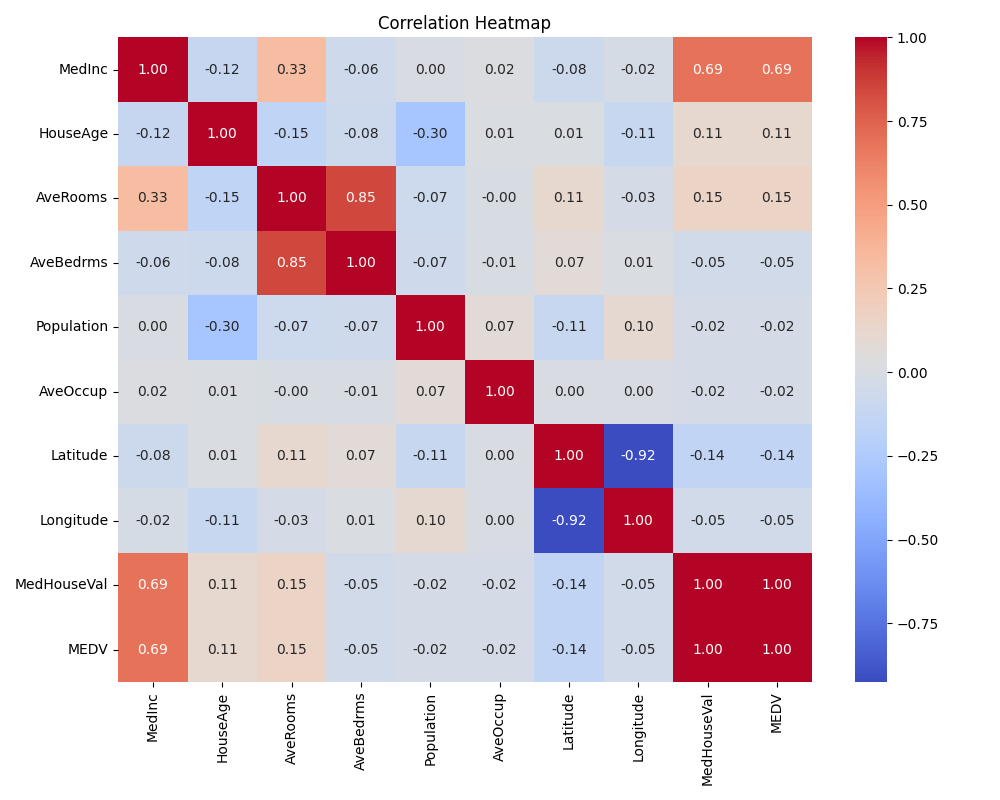 Correlation Heatmap
MedInc 1.00 -0.12 0.33 -0.06 0.00 0.02 -0.08 -0.02 0.69 0.69
HouseAge -0.12 1.00 -0.15 -0.08 -0.30 0.01 0.01 -0.11 0.11 0.11
AveRooms 0.33 -0.15 1.00 0.85 -0.07 -0.00 0.11 -0.03 0.15 0.15
AveBedrms -0.06 -0.08 0.85 1.00 -0.07 -0.01 0.07 0.01 -0.05 -0.05
Population 0.00 -0.30 -0.07 -0.07 1.00 0.07 -0.11 0.10 -0.02 -0.02
AveOccup 0.02 0.01 -0.00 -0.01 0.07 1.00 0.00 0.00 -0.02 -0.02
Latitude -0.08 0.01 0.11 0.07 -0.11 0.00 1.00 -0.92 -0.14 -0.14
Longitude -0.02 -0.11 -0.03 0.01 0.10 0.00 -0.92 1.00 -0.05 -0.05
MedHouseVal 0.69 0.11 0.15 -0.05 -0.02 -0.02 -0.14 -0.05 1.00 1.00
MEDV 0.69 0.11 0.15 -0.05 -0.02 -0.02 -0.14 -0.05 1.00 1.00
MedInc HouseAge AveRooms AveBedrms Population AveOccup Latitude Longitude MedHouseVal MEDV
1.00
0.75
0.50
0.25
0.00
−0.25
−0.50
−0.75